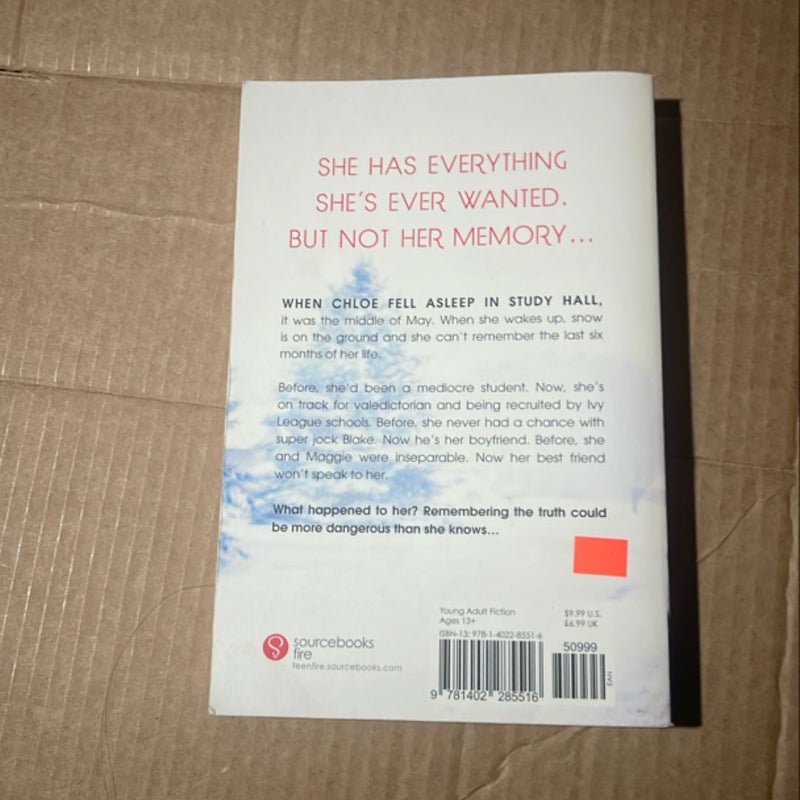 SHE HAS EVERYTHING
SHE'S EVER WANTED.
BUT NOT HER MEMORY...
WHEN CHLOE FELL ASLEEP IN STUDY HALL,
it was the middle of May. When she wakes up, snow
is on the ground and she can't remember the last six
months of her life.
Before, she'd been a mediocre student. Now, she's
on track for valedictorian and being recruited by Ivy
League schools. Before, she never had a chance with
super jock Blake. Now he's her boyfriend. Before, she
and Maggie were inseparable. Now her best friend
won't speak to her.
What happened to her? Remembering the truth could
be more dangerous than she knows...
sourcebooks
fire
teenfire.sourcebooks.com
Young Adult Fiction
Ages 13+
$9.99 U.S.
£6.99 UK
ISBN-13: 978-1-4022-8551-6
50999
9 781402 285516
EAN